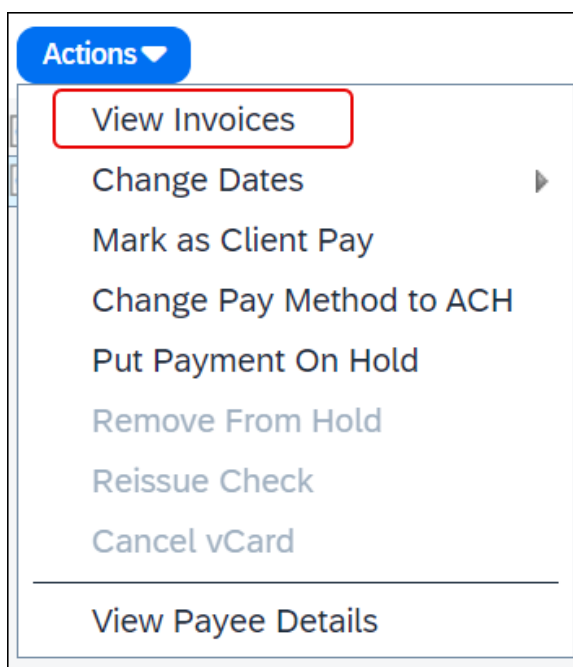 Actions
View Invoices
Change Dates
Mark as Client Pay
Change Pay Method to ACH
Put Payment On Hold
Remove From Hold
Reissue Check
Cancel vCard
View Payee Details